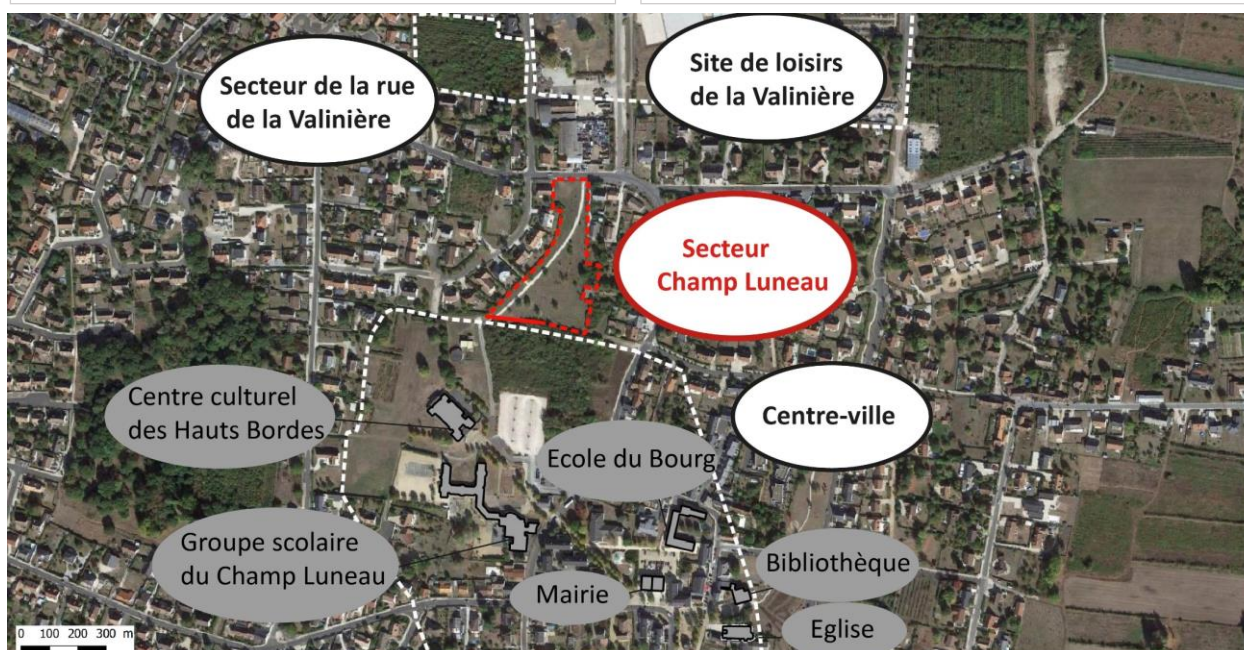 Secteur de la rue
de la Valinière
Site de loisirs
de la Valinière
Secteur
Champ Luneau
Centre culturel
des Hauts Bordes
Centre-ville
Ecole du Bourg
Groupe scolaire
du Champ Luneau
Bibliothèque
Mairie
Eglise
0 100 200 300 m